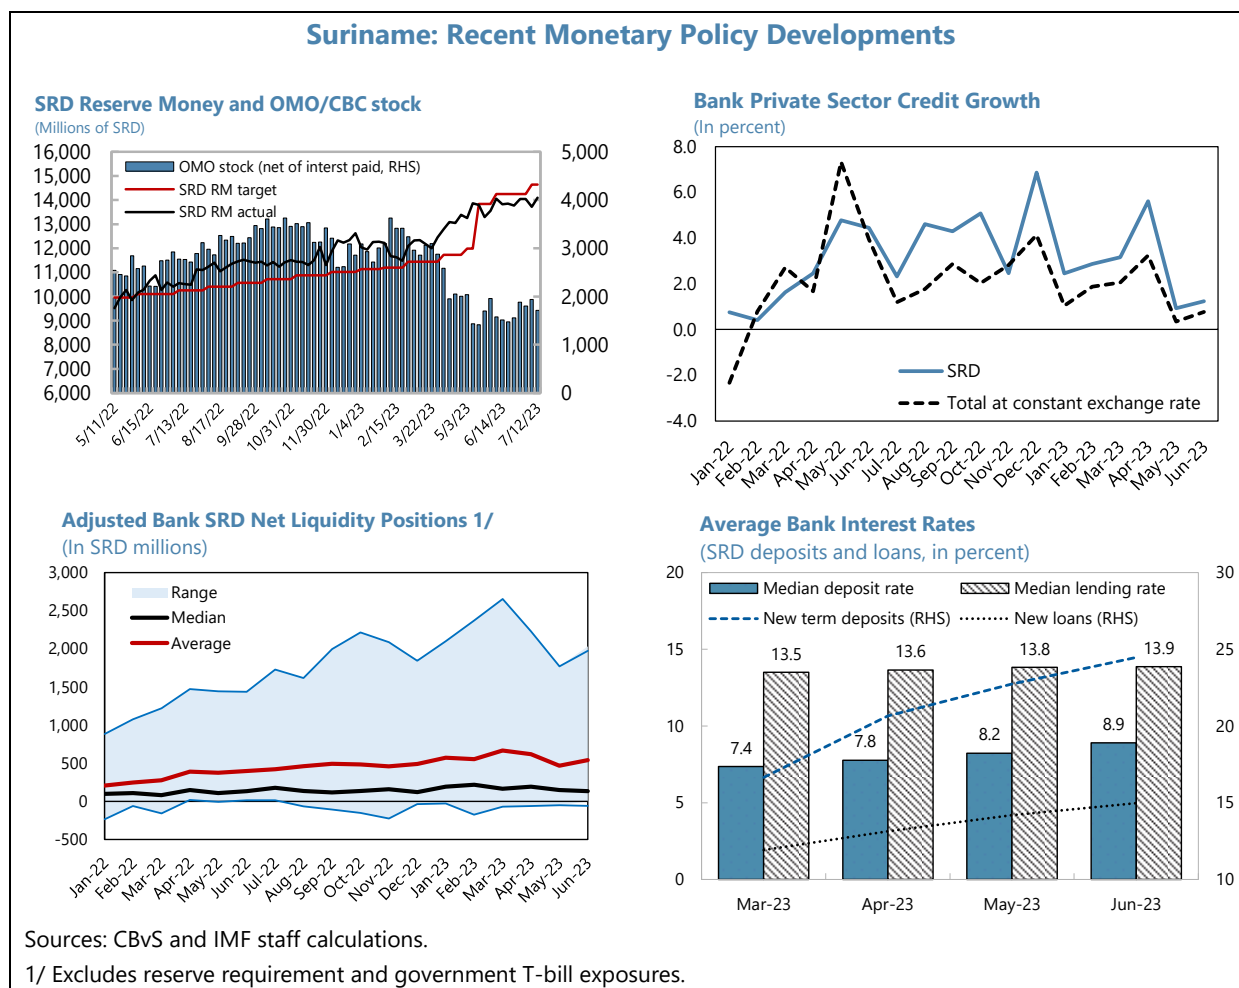 Suriname: Recent Monetary Policy Developments
SRD Reserve Money and OMO/CBC stock
(Millions of SRD)
16,000
15,000
14,000
13,000
12,000
11,000
10,000
9,000
8,000
7,000
6,000
5,000
4,000
3,000
2,000
1,000
0
OMO stock (net of interst paid, RHS)
SRD RM target
SRD RM actual
5/11/22
6/15/22
7/13/22
8/17/22
9/28/22
10/31/22
11/30/22
1/4/23
2/15/23
3/22/23
5/3/23
6/14/23
7/12/23
Bank Private Sector Credit Growth
(In percent)
8.0
6.0
4.0
2.0
0.0
-2.0
-4.0
SRD
Total at constant exchange rate
Jan-22
Feb-22
Mar-22
Apr-22
May-22
Jun-22
Jul-22
Aug-22
Sep-22
Oct-22
Nov-22
Dec-22
Jan-23
Feb-23
Mar-23
Apr-23
May-23
Jun-23
Adjusted Bank SRD Net Liquidity Positions 1/
(In SRD millions)
3,000
2,500
2,000
1,500
1,000
500
0
-500
Range
Median
Average
Jan-22
Feb-22
Mar-22
Apr-22
May-22
Jun-22
Jul-22
Aug-22
Sep-22
Oct-22
Nov-22
Dec-22
Jan-23
Feb-23
Mar-23
Apr-23
May-23
Jun-23
Average Bank Interest Rates
(SRD deposits and loans, in percent)
20
15
10
5
0
30
25
20
15
10
Median deposit rate
Median lending rate
New term deposits (RHS)
New loans (RHS)
7.4
13.5
7.8
13.6
8.2
13.8
8.9
13.9
Mar-23
Apr-23
May-23
Jun-23
Sources: CBvS and IMF staff calculations.
1/ Excludes reserve requirement and government T-bill exposures.